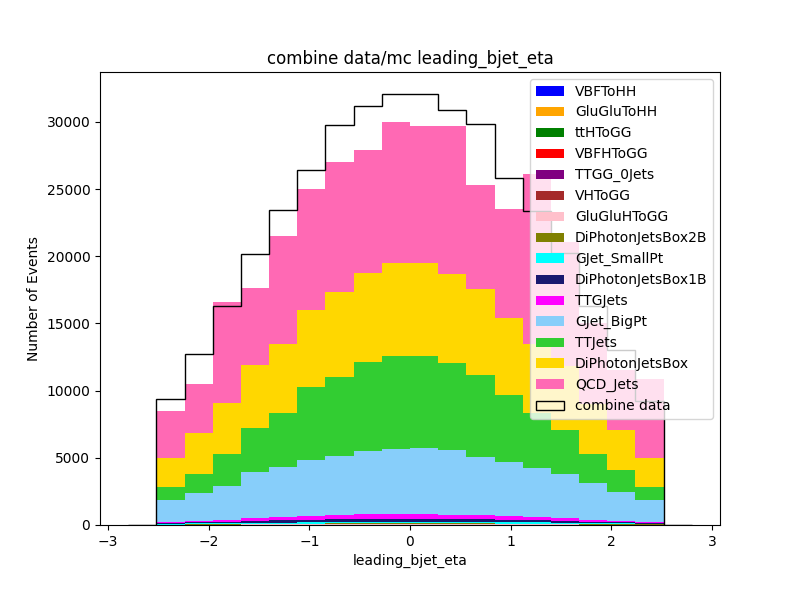 combine data/mc leading_bjet_eta
30000
25000
20000
15000
10000
5000
0
Number of Events
−3
−2
−1
0
1
2
3
leading_bjet_eta
VBFToHH
GluGluToHH
ttHToGG
VBFHToGG
TTGG_0Jets
VHToGG
GluGluHToGG
DiPhotonJetsBox2B
GJet_SmallPt
DiPhotonJetsBox1B
TTGJets
GJet_BigPt
TTJets
DiPhotonJetsBox
QCD_Jets
combine data